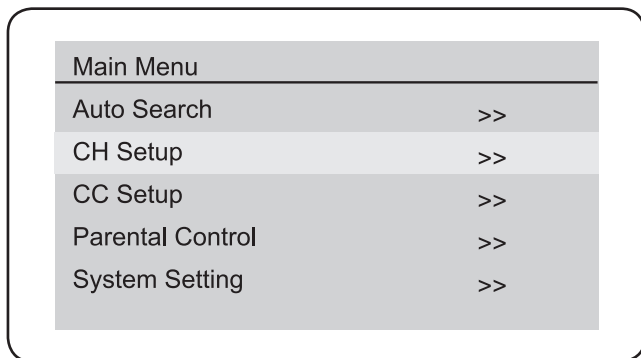 Main Menu
Auto Search >>
CH Setup >>
CC Setup >>
Parental Control >>
System Setting >>